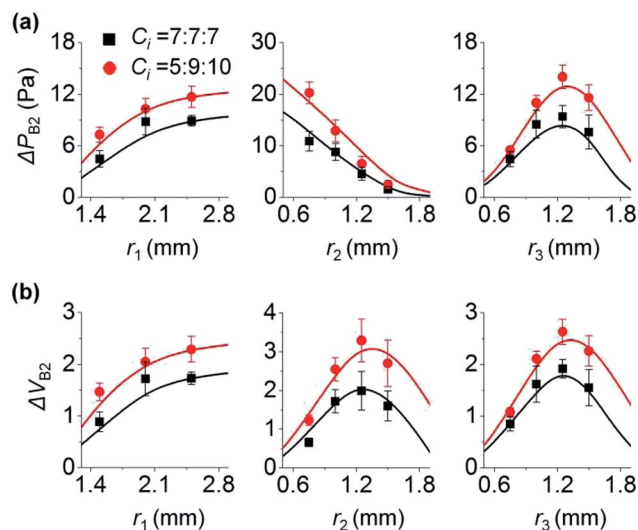 (a)
C_i =7:7:7
C_i =5:9:10
ΔP_B2 (Pa)
18
12
6
0
1.4 2.1 2.8
r_1 (mm)
30
20
10
0
0.6 1.2 1.8
r_2 (mm)
18
12
6
0
0.6 1.2 1.8
r_3 (mm)
(b)
ΔV_B2
3
2
1
0
1.4 2.1 2.8
r_1 (mm)
4
3
2
1
0
0.6 1.2 1.8
r_2 (mm)
3
2
1
0
0.6 1.2 1.8
r_3 (mm)